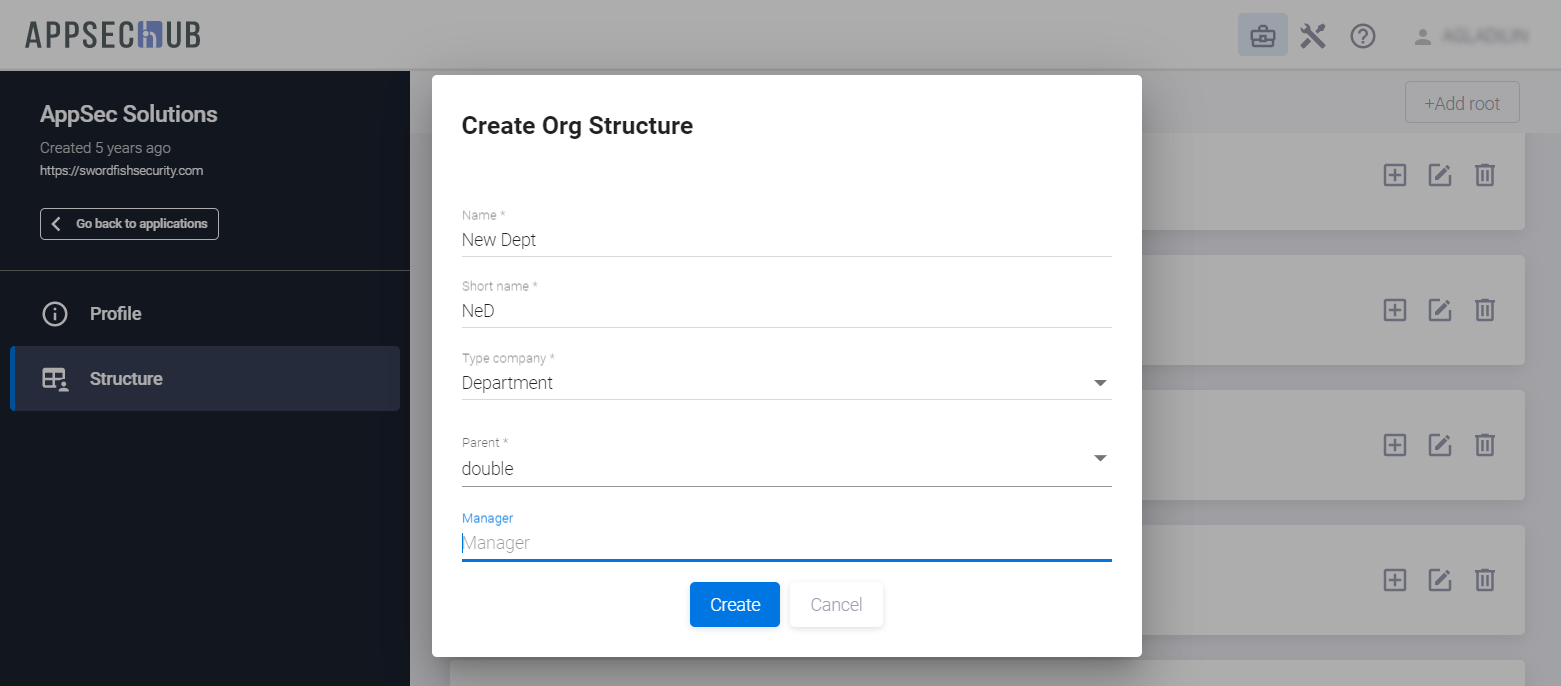 APPSECHUB
+Add root
AppSec Solutions
Created 5 years ago
https://swordfishsecurity.com
Go back to applications
Profile
Structure
Create Org Structure
Name *
New Dept
Short name *
NeD
Type company *
Department
Parent *
double
Manager
Manager
Create
Cancel